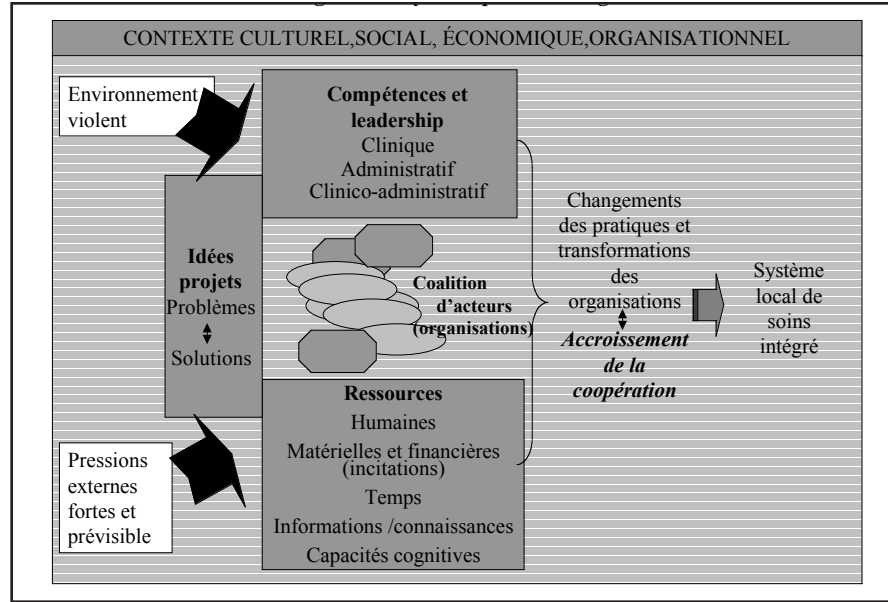 CONTEXTE CULTUREL,SOCIAL, ÉCONOMIQUE,ORGANISATIONNEL
Environnement
violent
Compétences et
leadership
Clinique
Administratif
Clinico-administratif
Idées
projets
Problèmes
Solutions
Coalition
d’acteurs
(organisations)
Changements
des pratiques et
transformations
des
organisations
Accroissement
de la
coopération
Système
local de
soins
intégré
Ressources
Humaines
Matérielles et financières
(incitations)
Temps
Informations /connaissances
Capacités cognitives
Pressions
externes
fortes et
prévisible